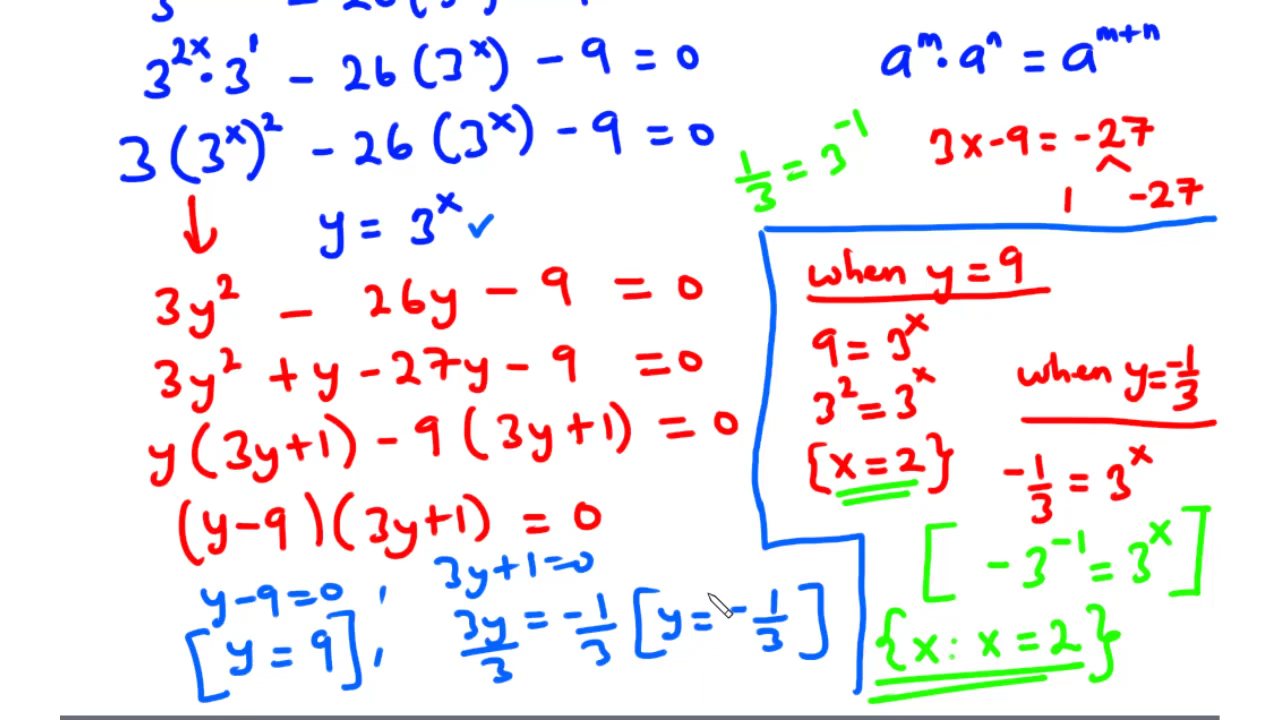 3^{2x} · 3^1 - 26(3^x) - 9 = 0
3(3^x)^2 - 26(3^x) - 9 = 0
y = 3^x ✓
3y^2 - 26y - 9 = 0
3y^2 + y - 27y - 9 = 0
y(3y+1) - 9(3y+1) = 0
(y-9)(3y+1) = 0
y-9=0 , 3y+1=0
[y = 9] , 3y/3 = -1/3 [y = -1/3]
a^m · a^n = a^{m+n}
1/3 = 3^{-1}
3x-9 = -27
1 -27
when y = 9
9 = 3^x
3^2 = 3^x
{x = 2}
when y = -1/3
-1/3 = 3^x
[-3^{-1} = 3^x]
{x : x = 2}